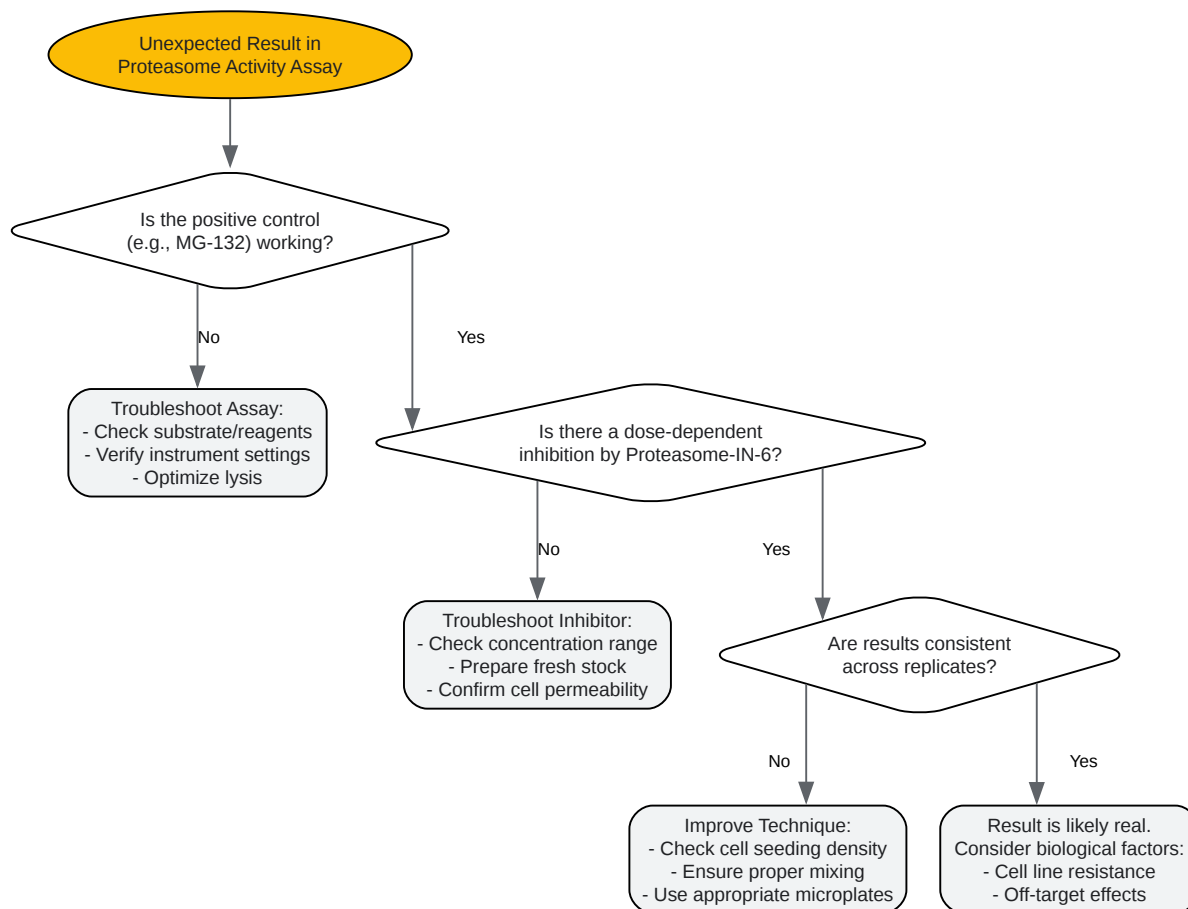 Unexpected Result in
Proteasome Activity Assay
Is the positive control
(e.g., MG-132) working?
No
Yes
Troubleshoot Assay:
- Check substrate/reagents
- Verify instrument settings
- Optimize lysis
Is there a dose-dependent
inhibition by Proteasome-IN-6?
No
Yes
Troubleshoot Inhibitor:
- Check concentration range
- Prepare fresh stock
- Confirm cell permeability
Are results consistent
across replicates?
No
Yes
Improve Technique:
- Check cell seeding density
- Ensure proper mixing
- Use appropriate microplates
Result is likely real.
Consider biological factors:
- Cell line resistance
- Off-target effects